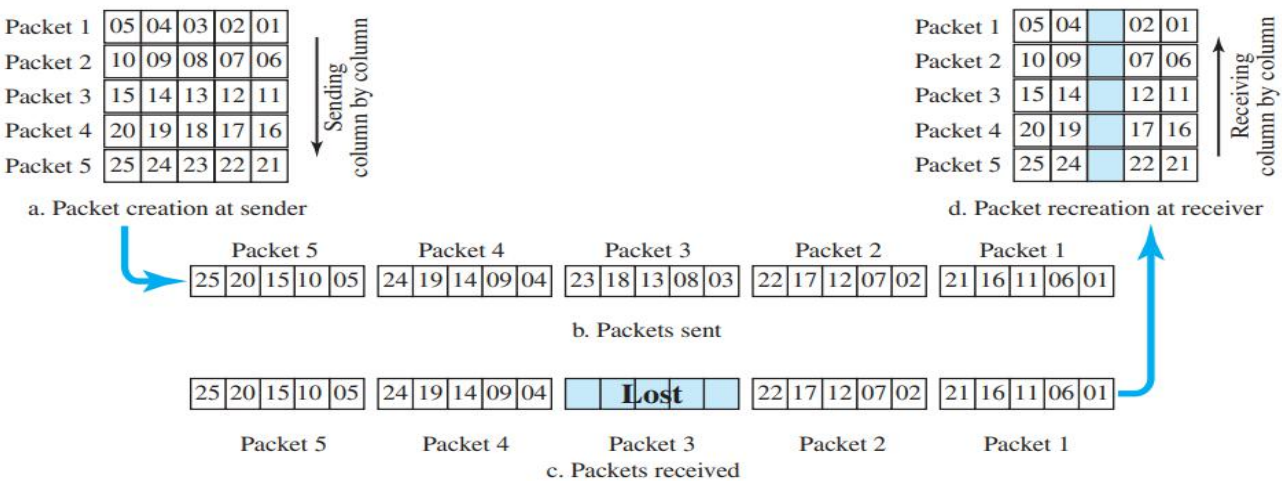 Packet 1 05 04 03 02 01
Packet 2 10 09 08 07 06
Packet 3 15 14 13 12 11
Packet 4 20 19 18 17 16
Packet 5 25 24 23 22 21
Sending
column by column
a. Packet creation at sender
Packet 1 05 04 02 01
Packet 2 10 09 07 06
Packet 3 15 14 12 11
Packet 4 20 19 17 16
Packet 5 25 24 22 21
Receiving
column by column
d. Packet recreation at receiver
Packet 5 Packet 4 Packet 3 Packet 2 Packet 1
25 20 15 10 05 24 19 14 09 04 23 18 13 08 03 22 17 12 07 02 21 16 11 06 01
b. Packets sent
25 20 15 10 05 24 19 14 09 04 Lost 22 17 12 07 02 21 16 11 06 01
Packet 5 Packet 4 Packet 3 Packet 2 Packet 1
c. Packets received